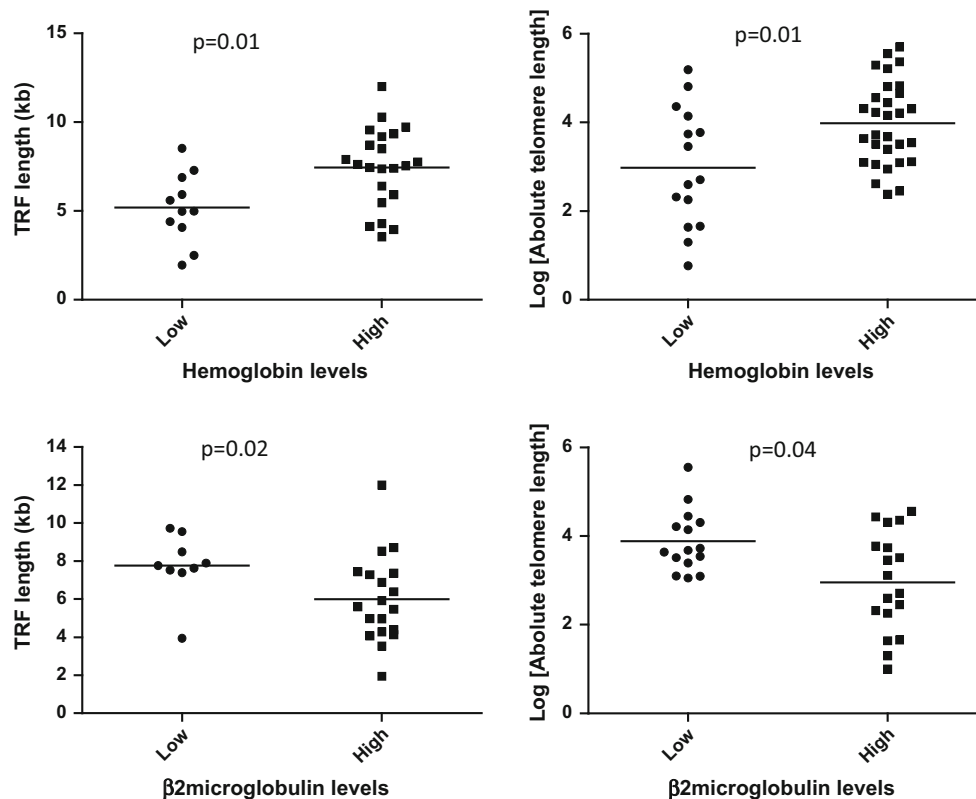 p=0.01
TRF length (kb)
15
10
5
0
Low
High
Hemoglobin levels
p=0.01
Log [Abolute telomere length]
6
4
2
0
Low
High
Hemoglobin levels
p=0.02
TRF length (kb)
14
12
10
8
6
4
2
0
Low
High
β2microglobulin levels
p=0.04
Log [Abolute telomere length]
6
4
2
0
Low
High
β2microglobulin levels